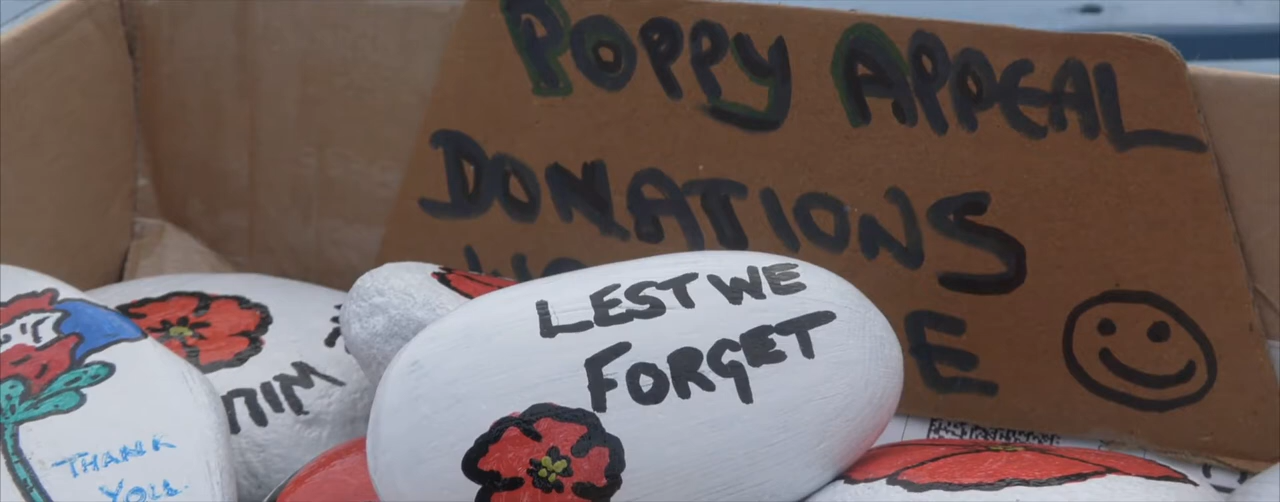 POPPY APPEAL
DONATIONS
LEST WE
FORGET
THANK
YOU.